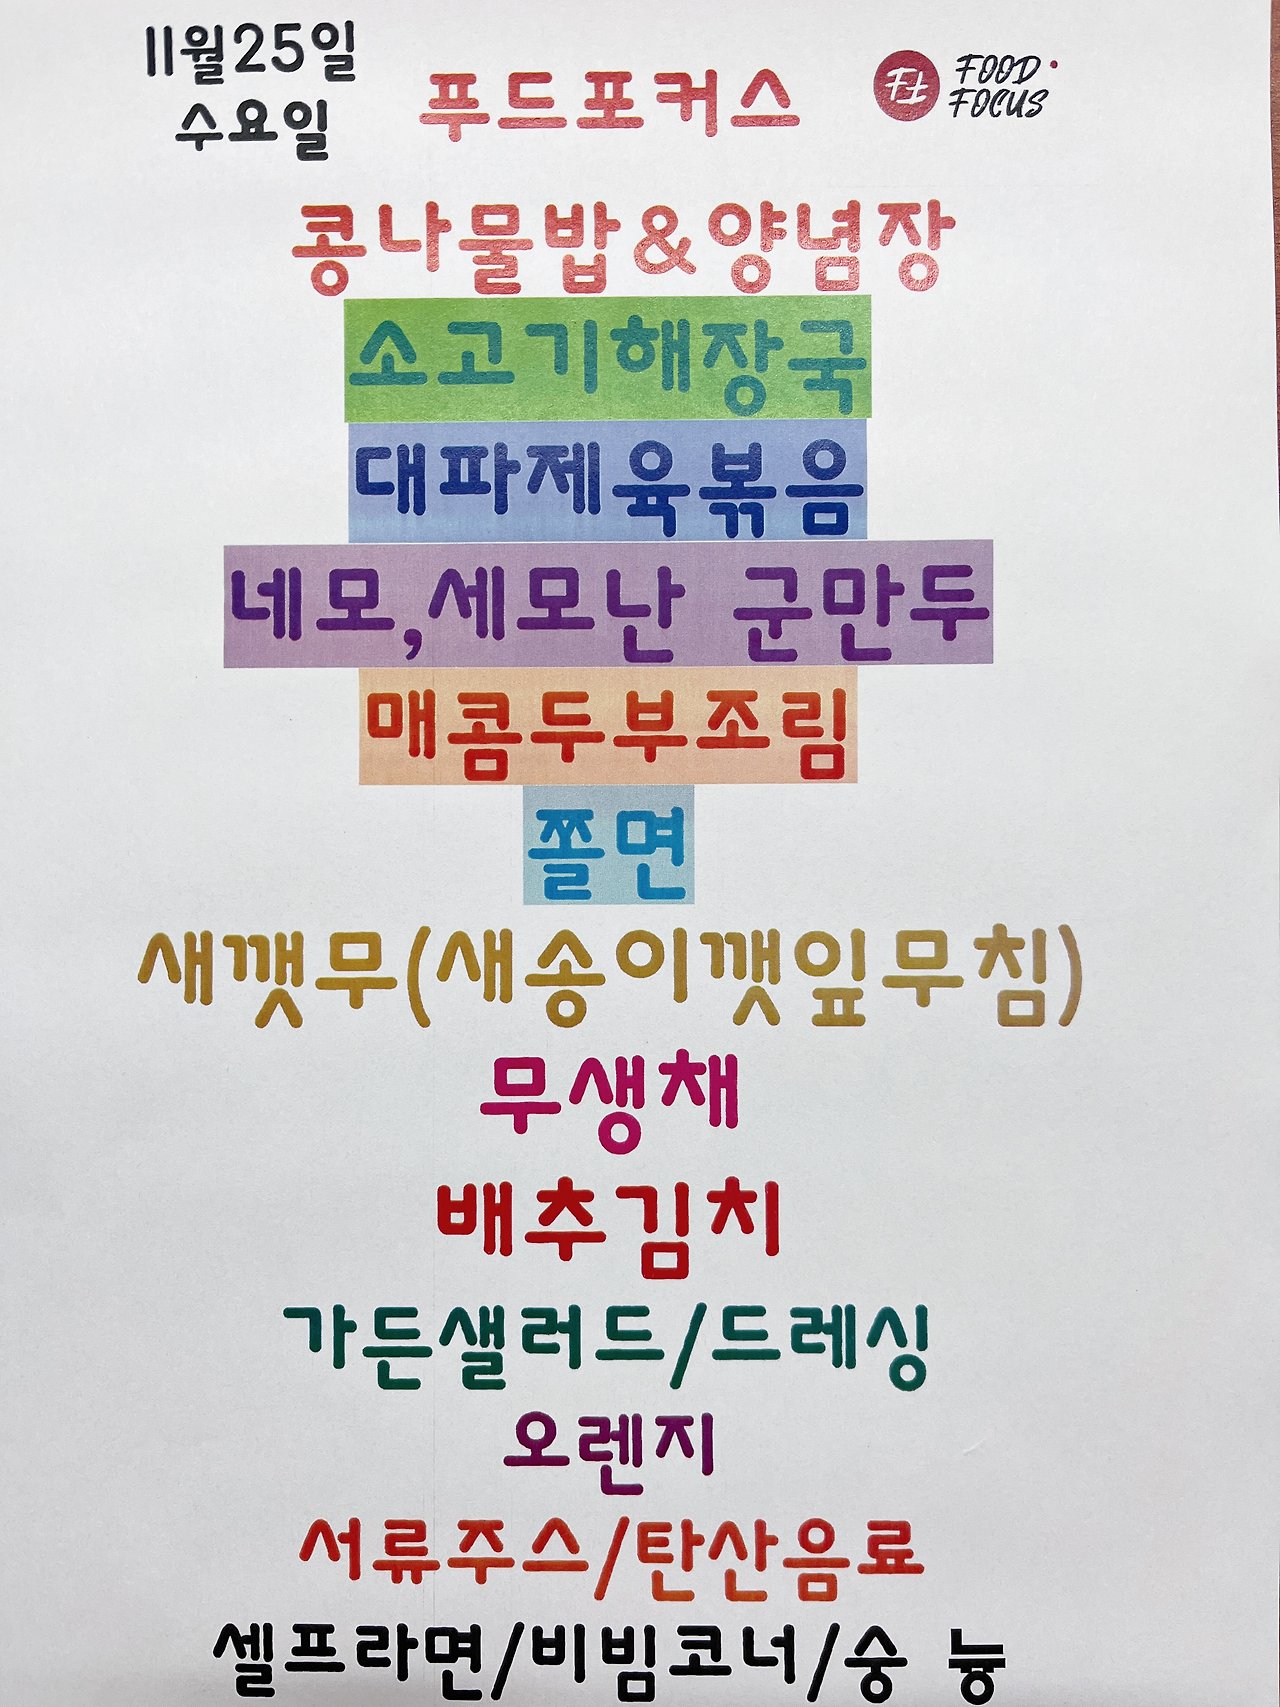 11월25일
수요일
푸드포커스
Ff FOOD FOCUS
콩나물밥&양념장
소고기해장국
대파제육볶음
네모,세모난 군만두
매콤두부조림
쫄면
새깻무(새송이깻잎무침)
무생채
배추김치
가든샐러드/드레싱
오렌지
서류주스/탄산음료
셀프라면/비빔코너/숭 늉